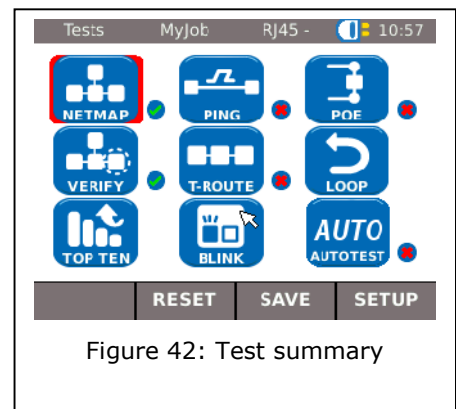 Tests MyJob RJ45 - 10:57
NETMAP PING POE
VERIFY T-ROUTE LOOP
TOP TEN BLINK AUTO
AUTOTEST
RESET SAVE SETUP
Figure 42: Test summary